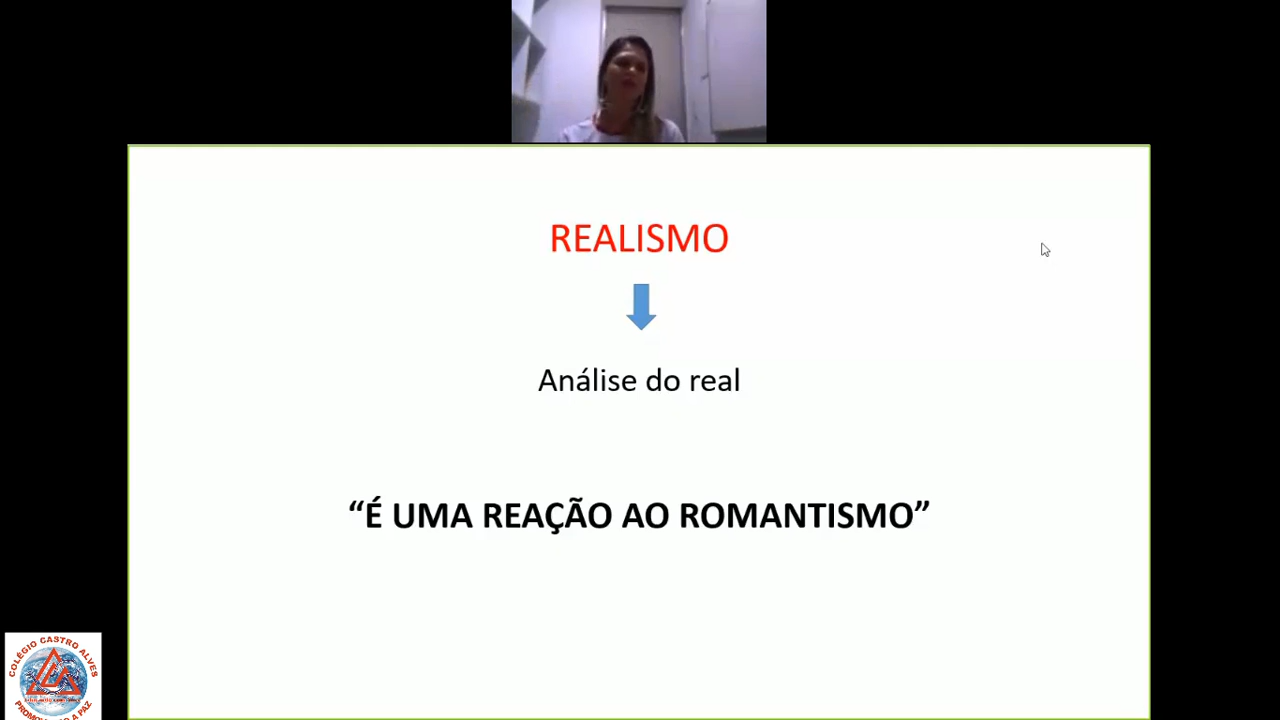 REALISMO
Análise do real
“É UMA REAÇÃO AO ROMANTISMO”
COLÉGIO CASTRO ALVES